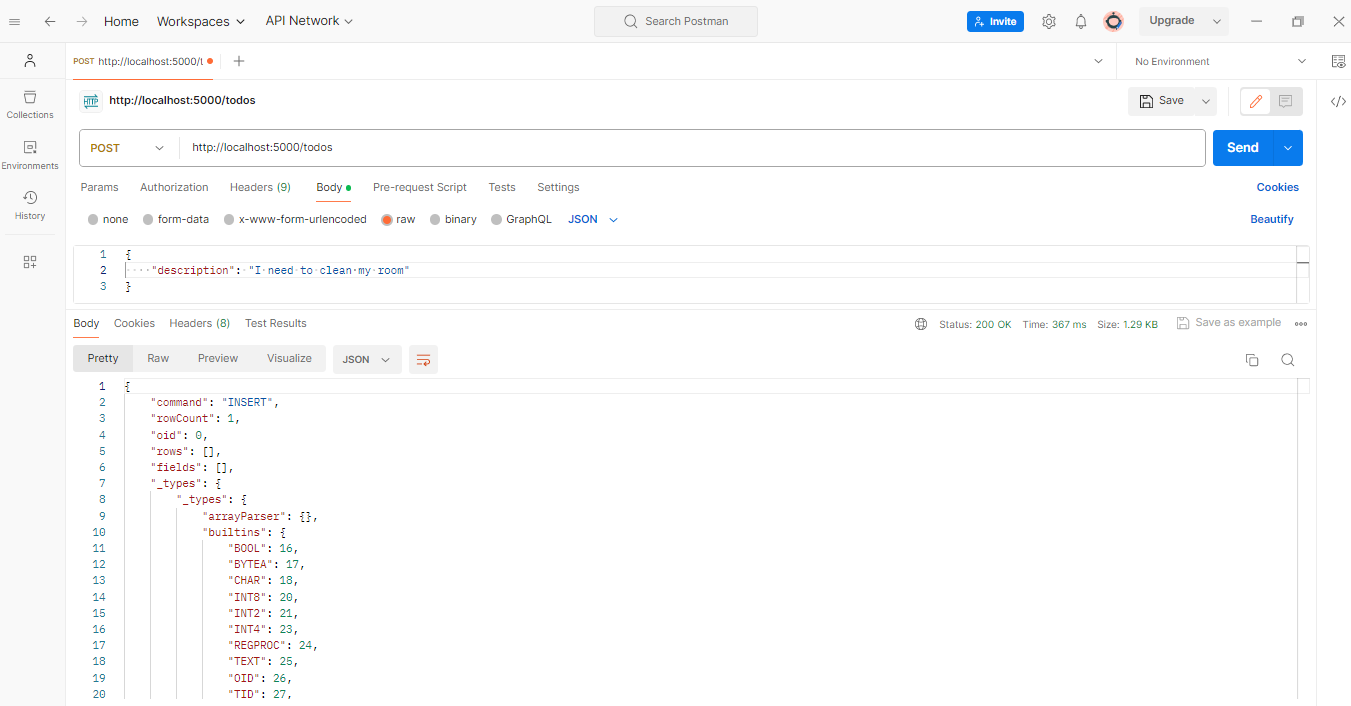 Home Workspaces API Network Search Postman Invite Upgrade
POST http://localhost:5000/t No Environment
Collections
Environments
History
HTTP http://localhost:5000/todos Save
POST http://localhost:5000/todos Send
Params Authorization Headers (9) Body Pre-request Script Tests Settings Cookies
none form-data x-www-form-urlencoded raw binary GraphQL JSON Beautify
1 {
2 ····"description": "I·need·to·clean·my·room"
3 }
Body Cookies Headers (8) Test Results Status: 200 OK Time: 367 ms Size: 1.29 KB Save as example
Pretty Raw Preview Visualize JSON
1 {
2 "command": "INSERT",
3 "rowCount": 1,
4 "oid": 0,
5 "rows": [],
6 "fields": [],
7 "_types": {
8 "_types": {
9 "arrayParser": {},
10 "builtins": {
11 "BOOL": 16,
12 "BYTEA": 17,
13 "CHAR": 18,
14 "INT8": 20,
15 "INT2": 21,
16 "INT4": 23,
17 "REGPROC": 24,
18 "TEXT": 25,
19 "OID": 26,
20 "TID": 27,